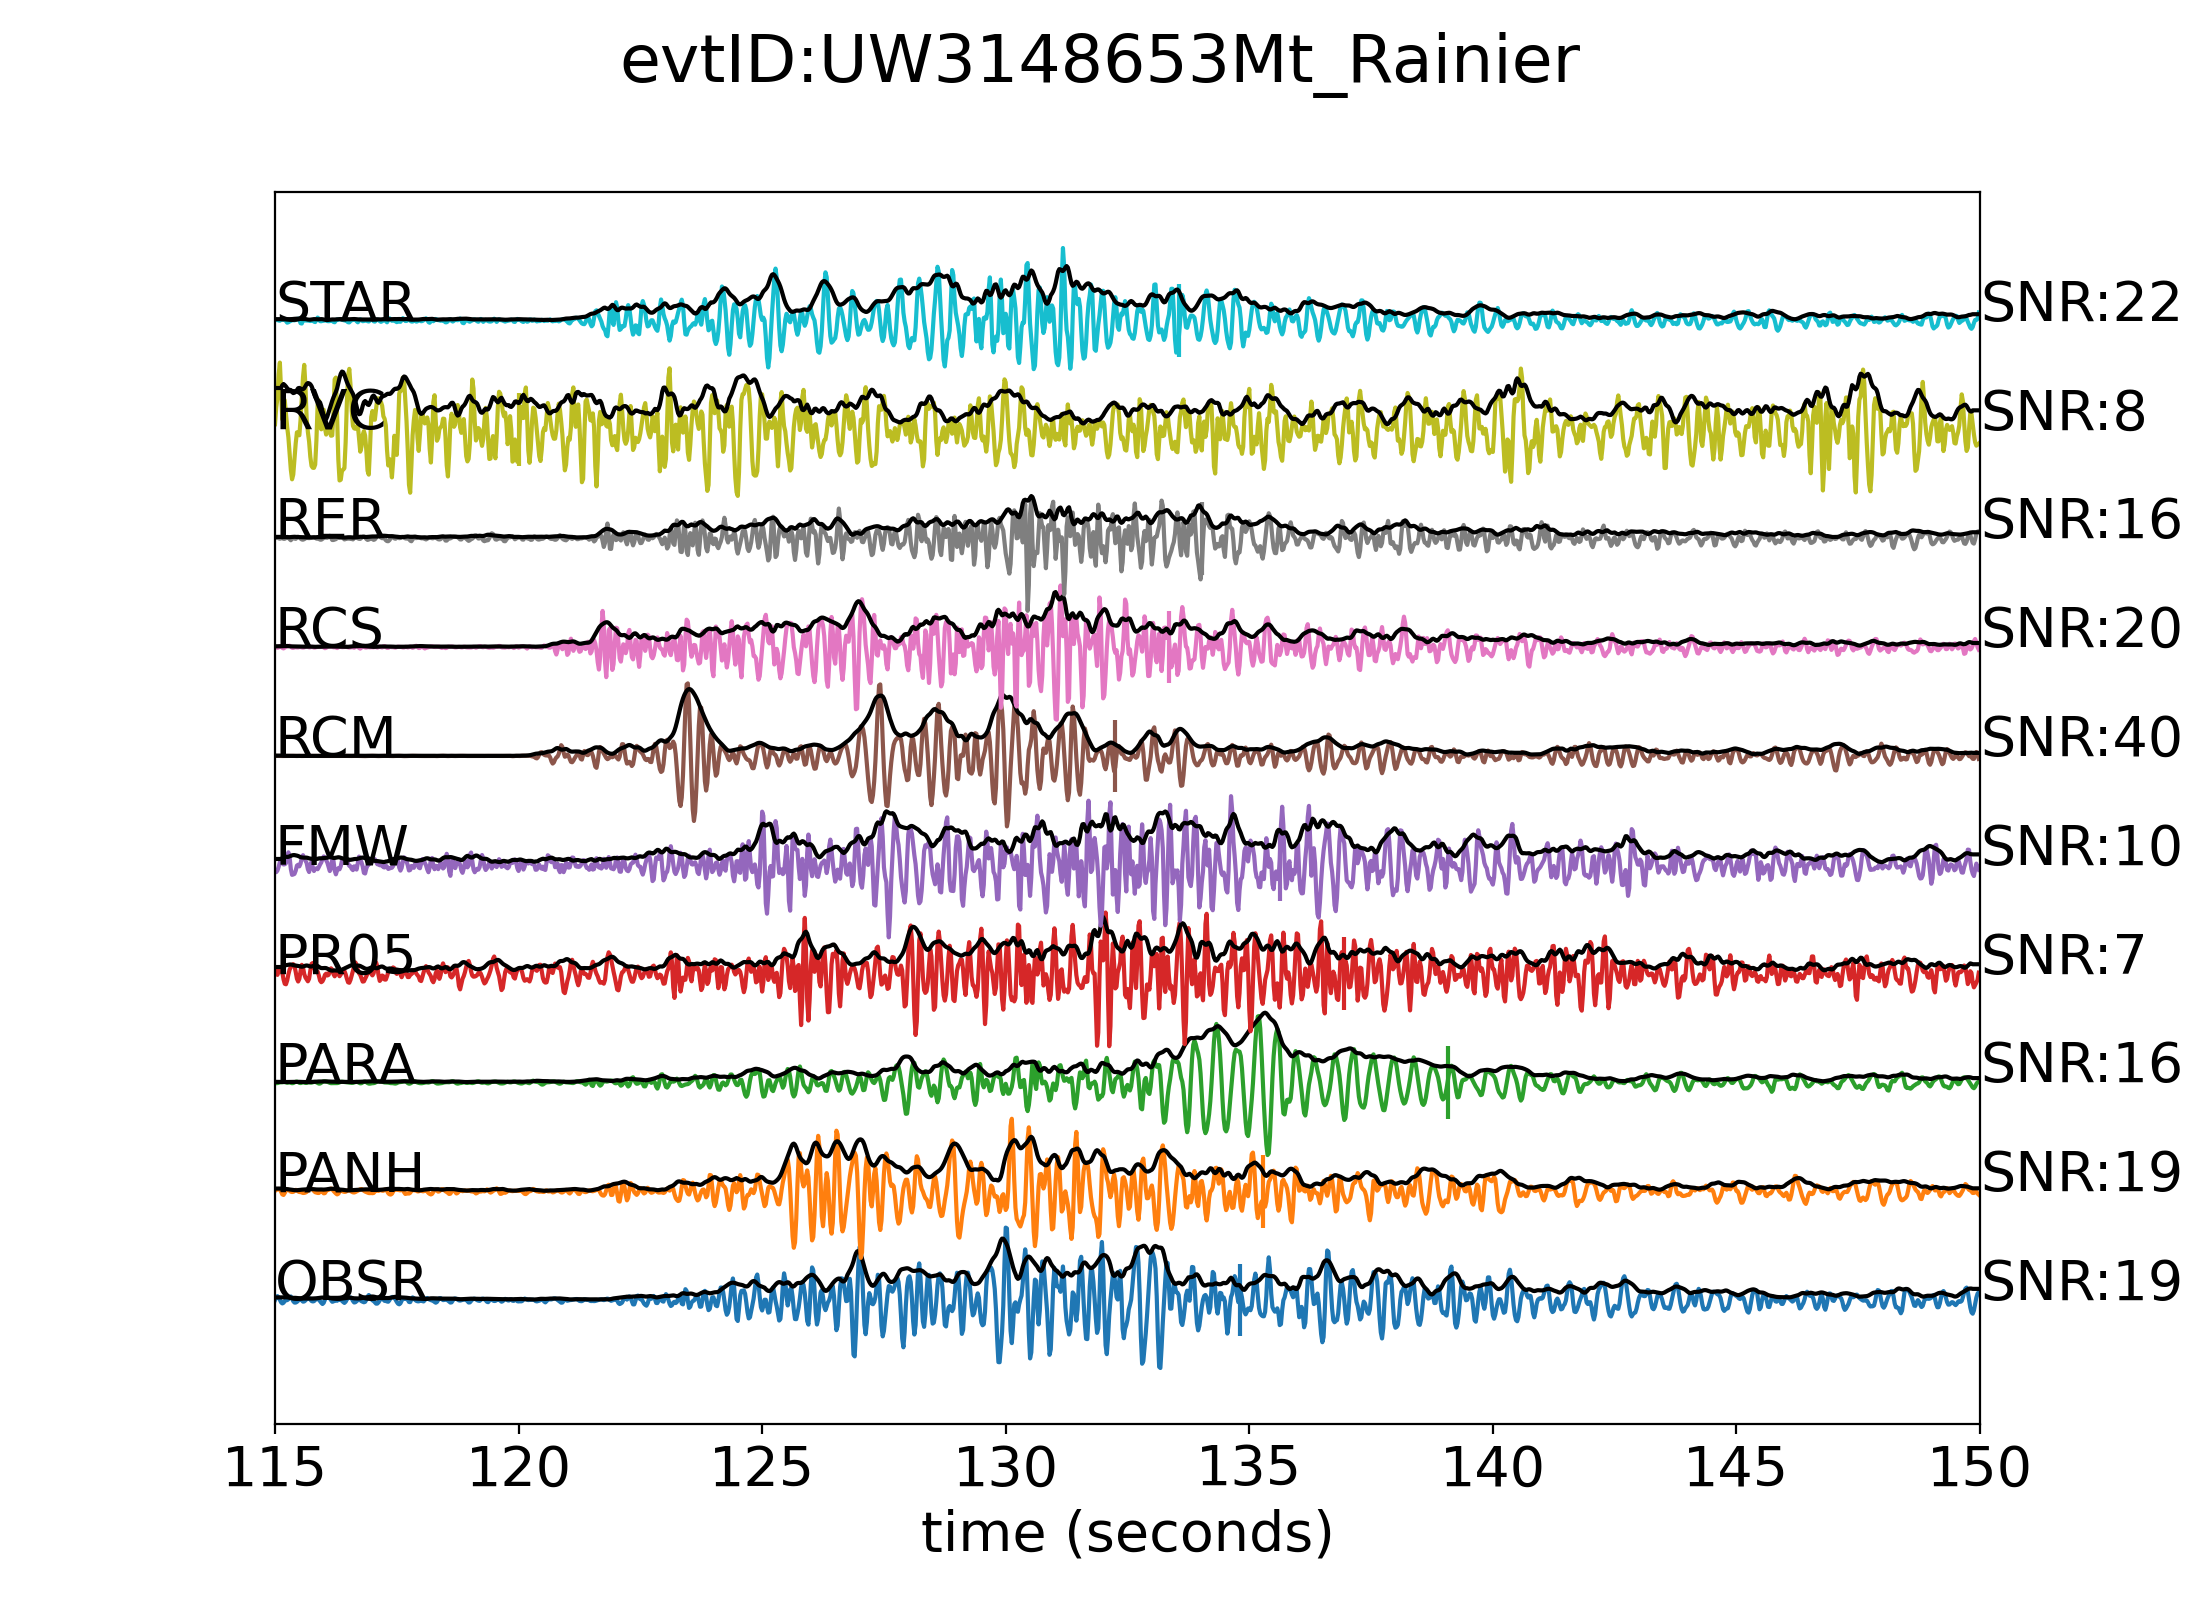 evtID:UW3148653Mt_Rainier
STAR SNR:22
RVC SNR:8
RER SNR:16
RCS SNR:20
RCM SNR:40
FMW SNR:10
PR05 SNR:7
PARA SNR:16
PANH SNR:19
OBSR SNR:19
115 120 125 130 135 140 145 150
time (seconds)